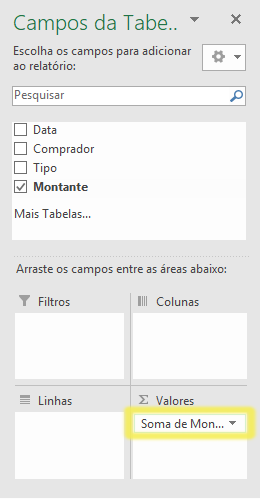 Campos da Tabe..
Escolha os campos para adicionar
ao relatório:
Pesquisar
Data
Comprador
Tipo
Montante
Mais Tabelas...
Arraste os campos entre as áreas abaixo:
Filtros
Colunas
Linhas
Σ Valores
Soma de Mon...